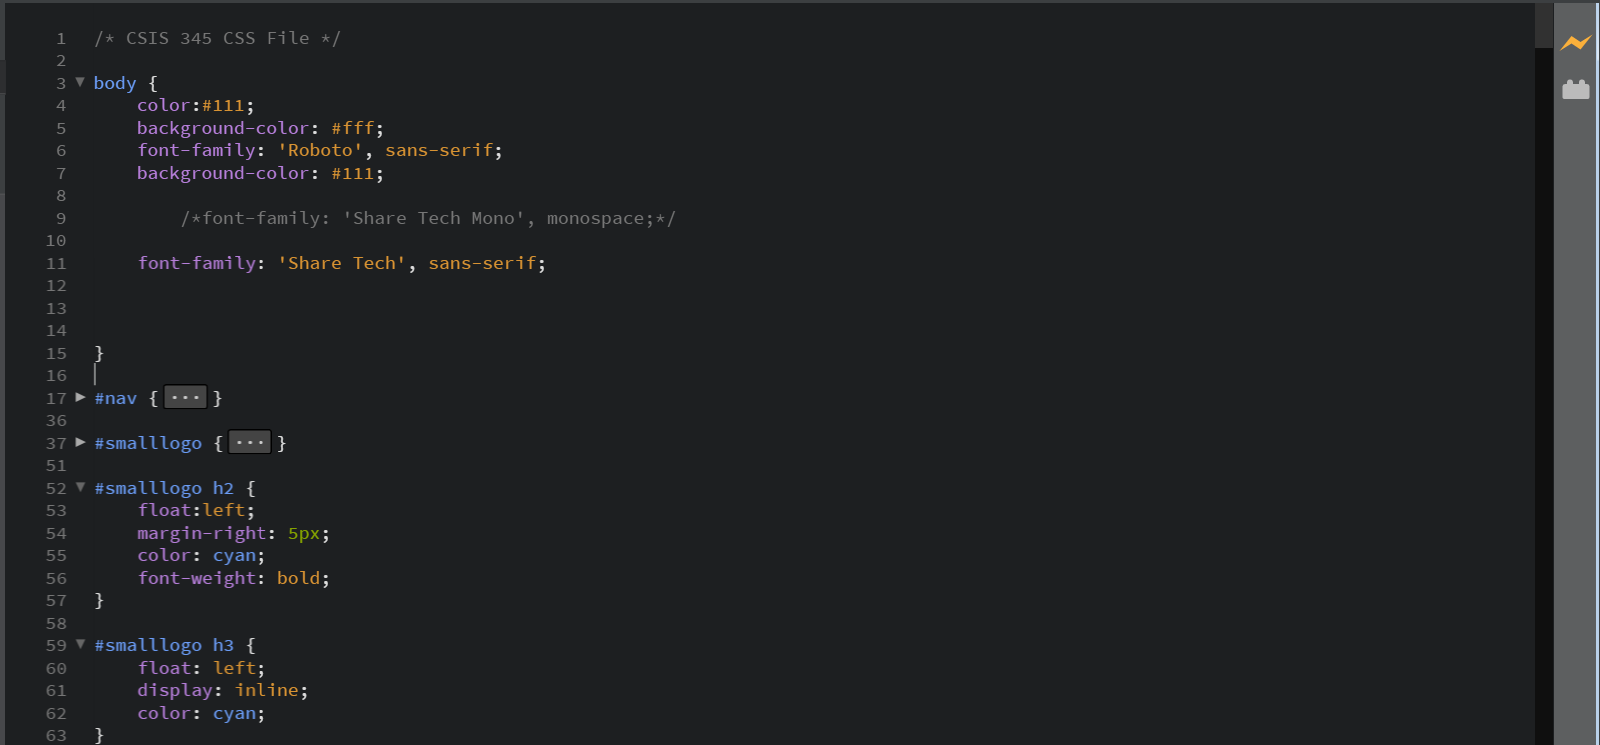 1 /* CSIS 345 CSS File */
2
3 body {
4 color:#111;
5 background-color: #fff;
6 font-family: 'Roboto', sans-serif;
7 background-color: #111;
8
9 /*font-family: 'Share Tech Mono', monospace;*/
10
11 font-family: 'Share Tech', sans-serif;
12
13
14
15 }
16
17 #nav { ... }
36
37 #smalllogo { ... }
51
52 #smalllogo h2 {
53 float:left;
54 margin-right: 5px;
55 color: cyan;
56 font-weight: bold;
57 }
58
59 #smalllogo h3 {
60 float: left;
61 display: inline;
62 color: cyan;
63 }